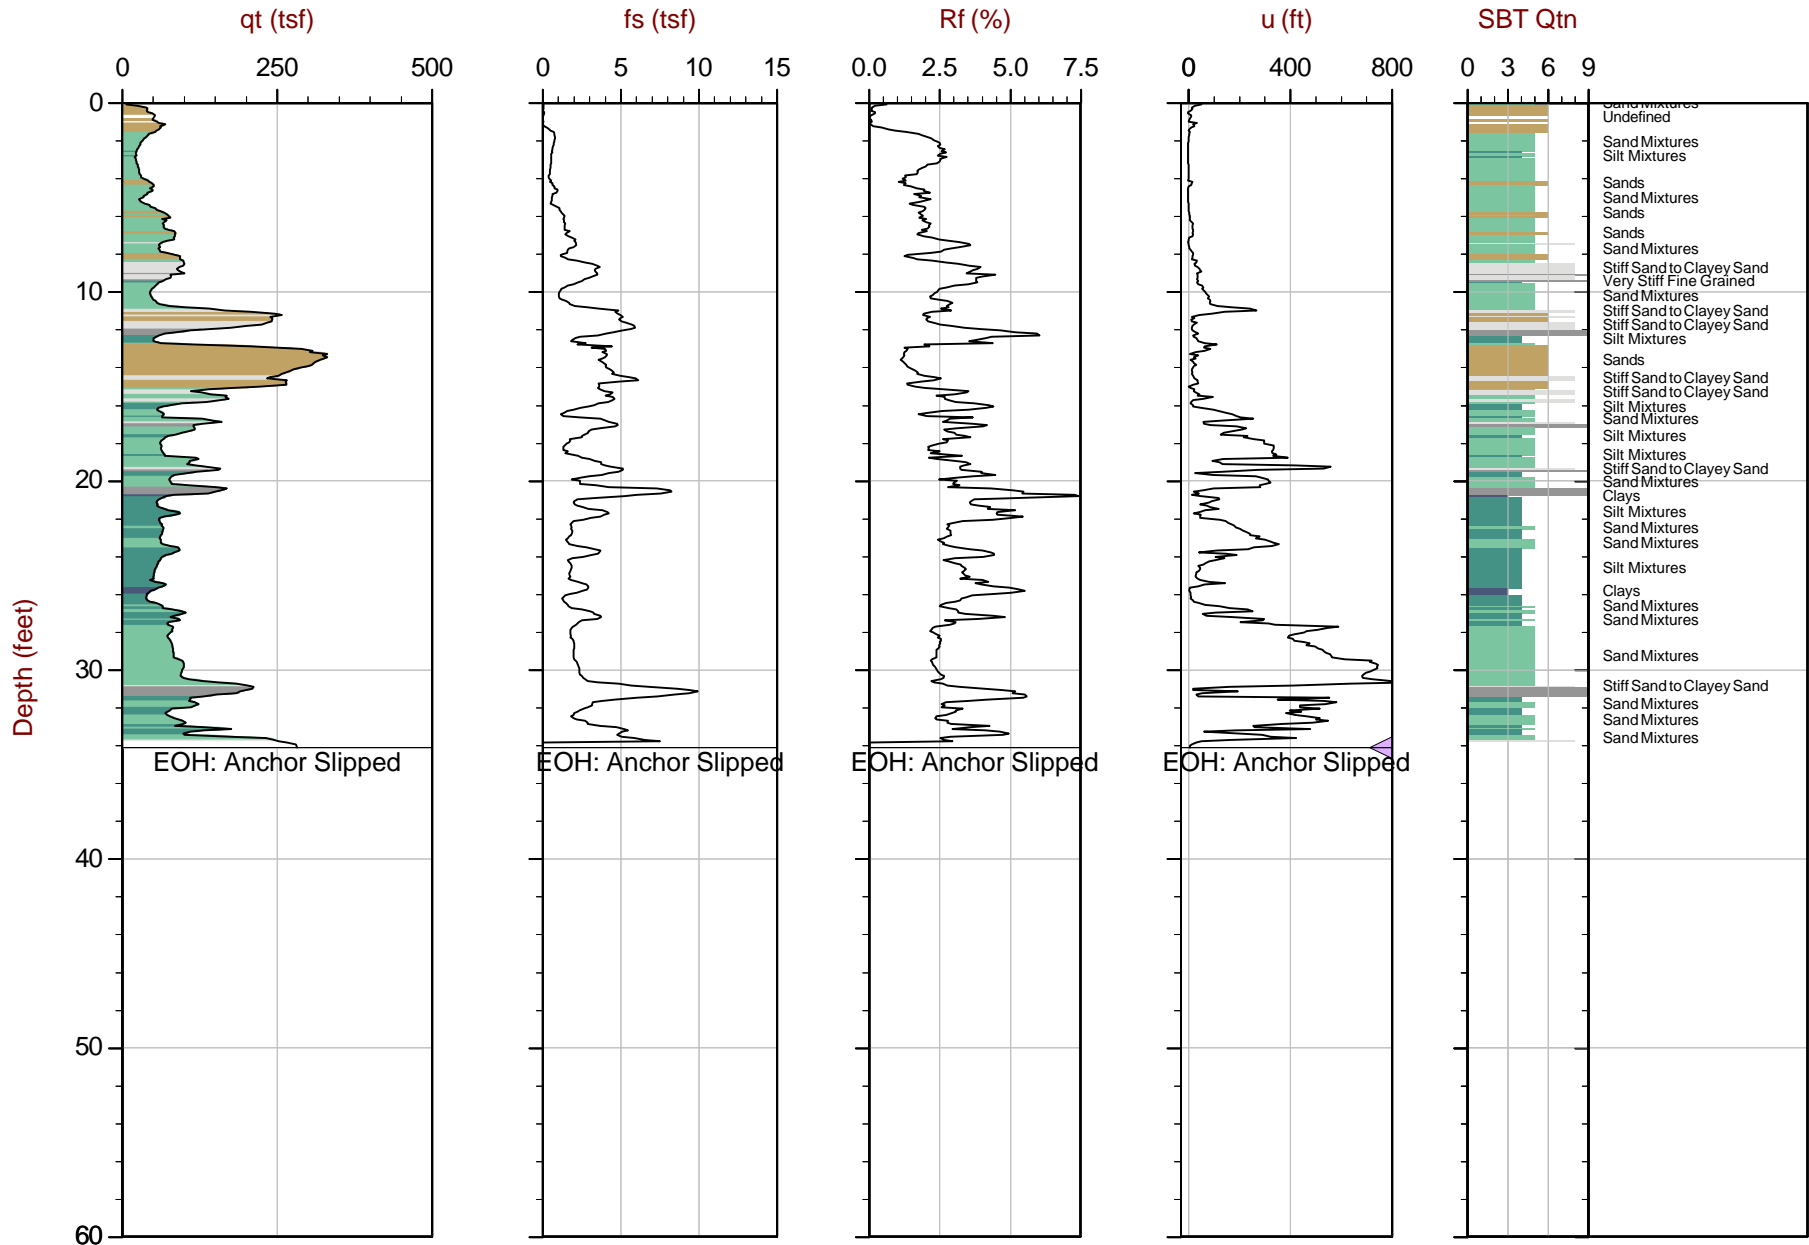 qt (tsf) fs (tsf) Rf (%) u (ft) SBT Qtn
0 250 500 0 5 10 15 0.0 2.5 5.0 7.5 0 400 800 0 3 6 9
0
10
20
30
40
50
60
Depth (feet)
Sand Mixtures
Undefined
Sand Mixtures
Silt Mixtures
Sands
Sand Mixtures
Sands
Sands
Sand Mixtures
Stiff Sand to Clayey Sand
Very Stiff Fine Grained
Sand Mixtures
Stiff Sand to Clayey Sand
Stiff Sand to Clayey Sand
Silt Mixtures
Sands
Stiff Sand to Clayey Sand
Stiff Sand to Clayey Sand
Silt Mixtures
Sand Mixtures
Silt Mixtures
Silt Mixtures
Stiff Sand to Clayey Sand
Sand Mixtures
Clays
Silt Mixtures
Sand Mixtures
Sand Mixtures
Silt Mixtures
Clays
Sand Mixtures
Sand Mixtures
Sand Mixtures
Stiff Sand to Clayey Sand
Sand Mixtures
Sand Mixtures
Sand Mixtures
EOH: Anchor Slipped EOH: Anchor Slipped EOH: Anchor Slipped EOH: Anchor Slipped